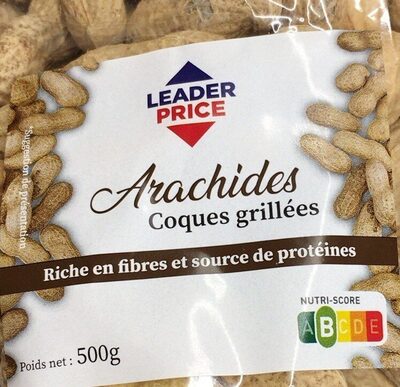 LEADER
PRICE
Arachides
Coques grillées
*Suggestion de présentation
Riche en fibres et source de protéines
NUTRI-SCORE
A B C D E
Poids net : 500g